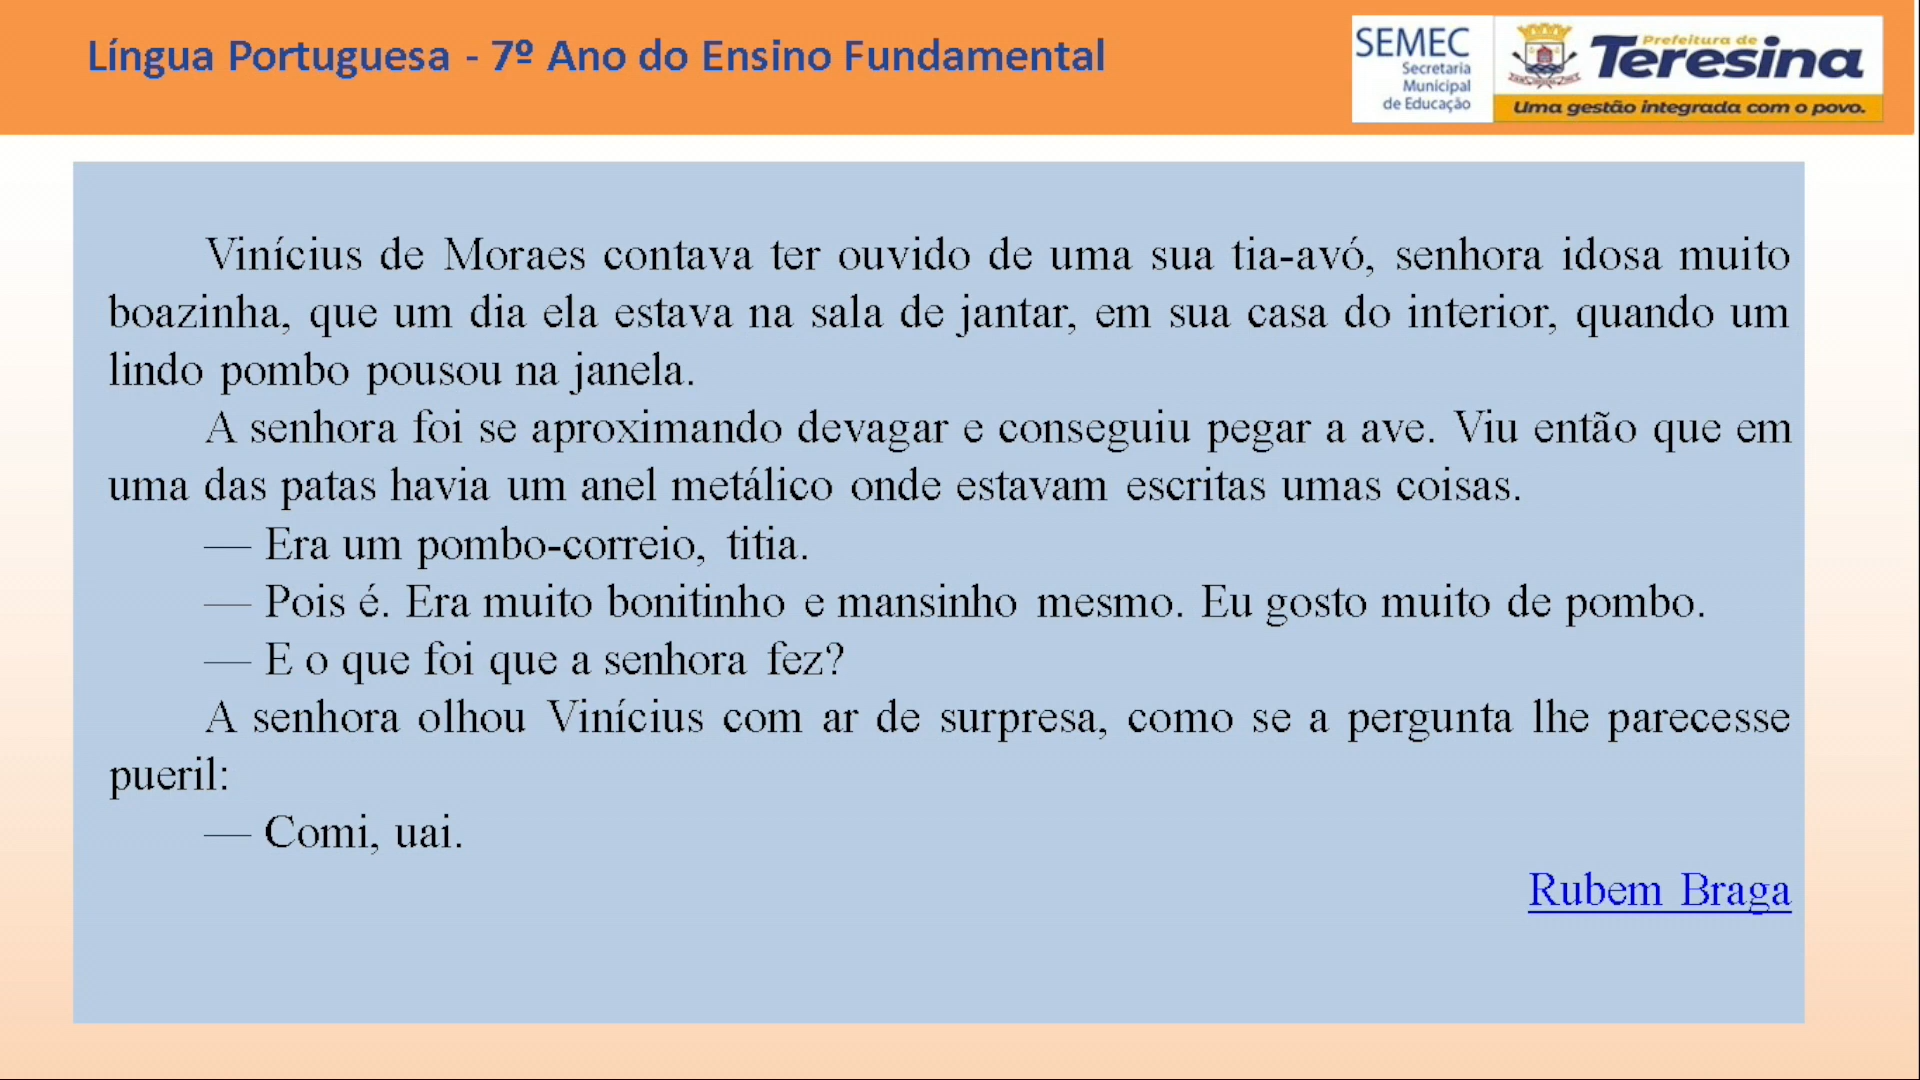 Língua Portuguesa - 7º Ano do Ensino Fundamental
SEMEC
Secretaria
Municipal
de Educação
Prefeitura de
Teresina
Uma gestão integrada com o povo.
Vinícius de Moraes contava ter ouvido de uma sua tia-avó, senhora idosa muito
boazinha, que um dia ela estava na sala de jantar, em sua casa do interior, quando um
lindo pombo pousou na janela.
A senhora foi se aproximando devagar e conseguiu pegar a ave. Viu então que em
uma das patas havia um anel metálico onde estavam escritas umas coisas.
— Era um pombo-correio, titia.
— Pois é. Era muito bonitinho e mansinho mesmo. Eu gosto muito de pombo.
— E o que foi que a senhora fez?
A senhora olhou Vinícius com ar de surpresa, como se a pergunta lhe parecesse
pueril:
— Comi, uai.
Rubem Braga